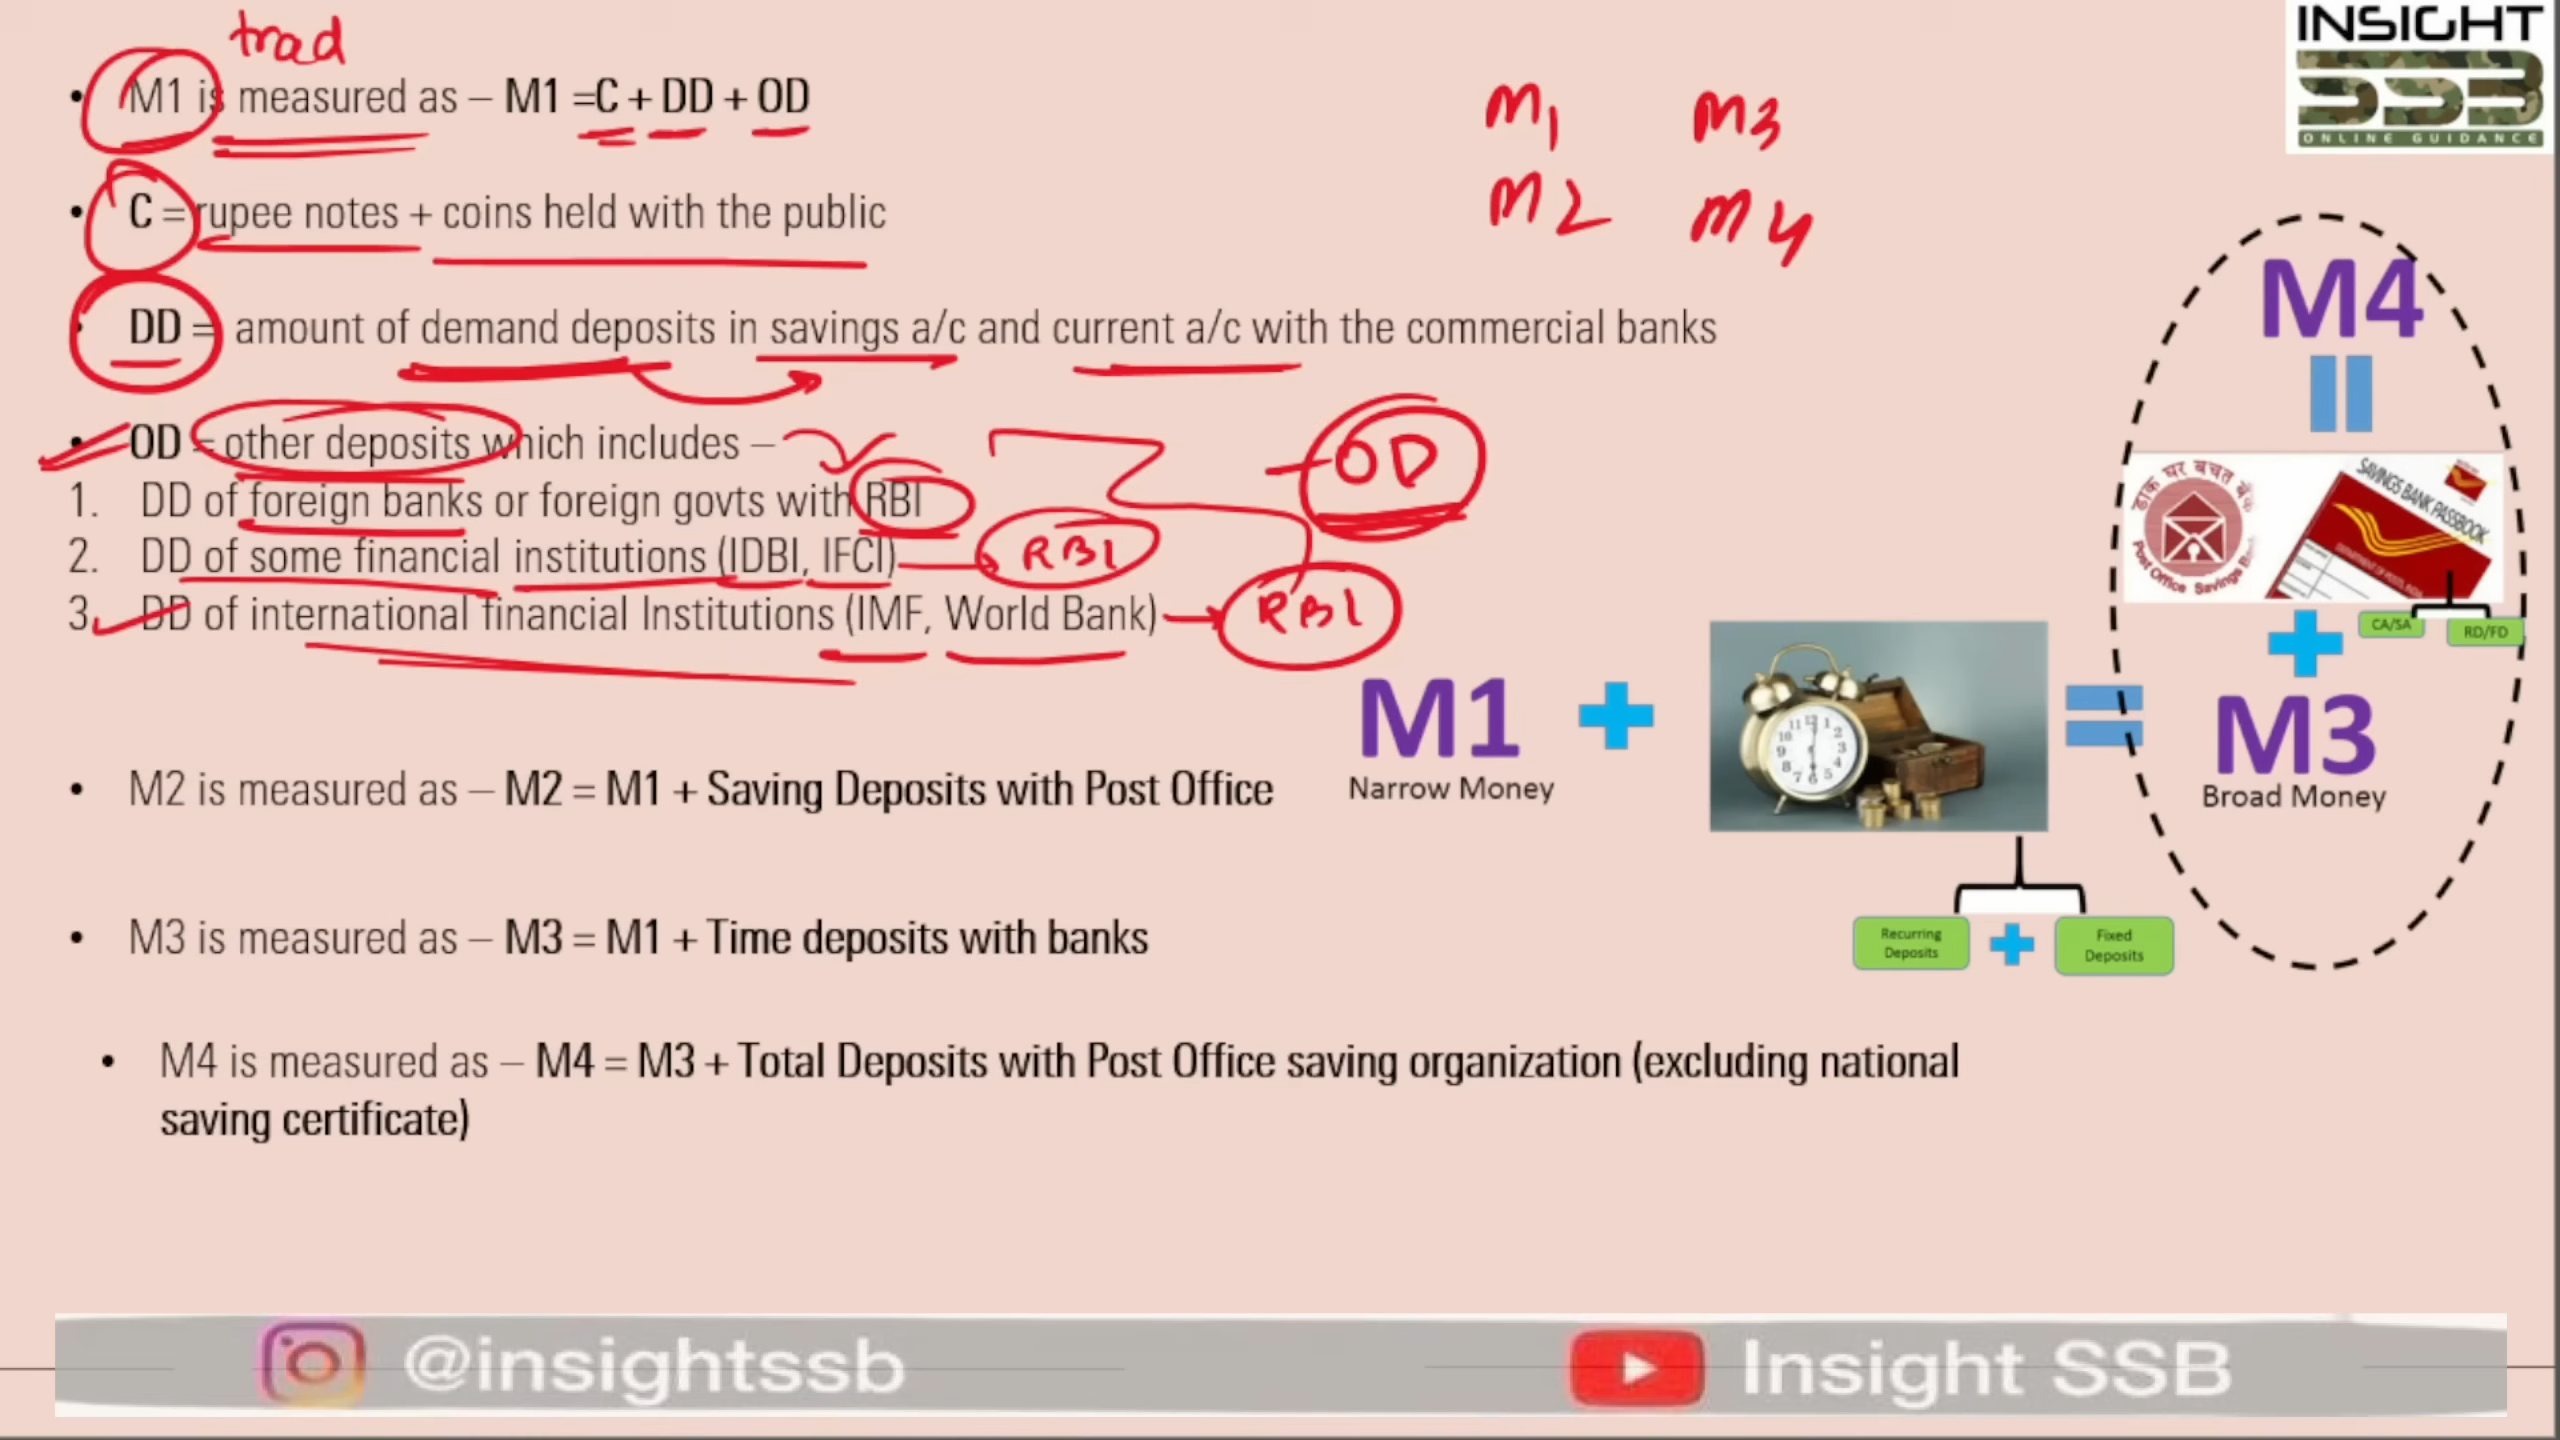 INSIGHT
SSB
ONLINE GUIDANCE
trad
• M1 is measured as – M1 =C + DD + OD
• C = rupee notes + coins held with the public
• DD = amount of demand deposits in savings a/c and current a/c with the commercial banks
• OD = other deposits which includes –
1. DD of foreign banks or foreign govts with RBI
2. DD of some financial institutions (IDBI, IFCI)
RBI
3. DD of international financial Institutions (IMF, World Bank)
RBI
OD
M1 M3
M2 M4
• M2 is measured as – M2 = M1 + Saving Deposits with Post Office
• M3 is measured as – M3 = M1 + Time deposits with banks
• M4 is measured as – M4 = M3 + Total Deposits with Post Office saving organization (excluding national
saving certificate)
M4
डाक घर बचत बैंक
Post Office Savings
SAVINGS BANK PASSBOOK
CA/SA
RD/FD
M1
Narrow Money
M3
Broad Money
Recurring
Deposits
Fixed
Deposits
@insightssb
Insight SSB